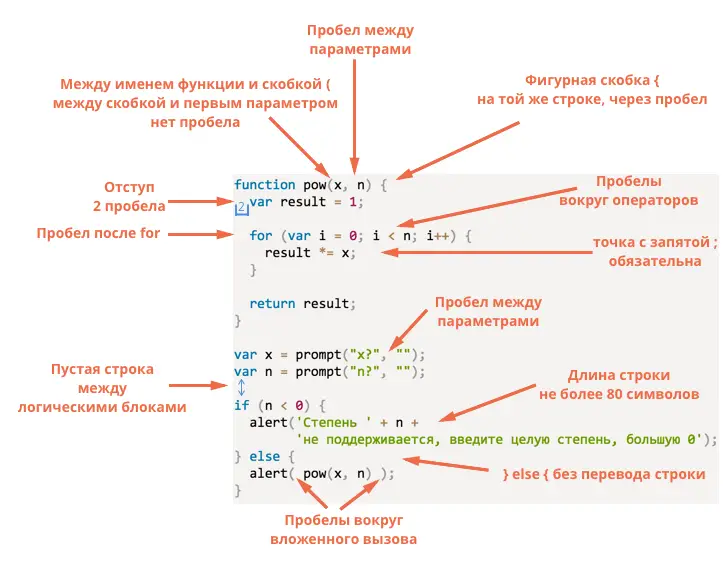 Пробел между
параметрами
Между именем функции и скобкой (
между скобкой и первым параметром
нет пробела
Фигурная скобка {
на той же строке, через пробел
Отступ
2 пробела
Пробел после for
Пробелы
вокруг операторов
точка с запятой ;
обязательна
function pow(x, n) {
2
  var result = 1;
  for (var i = 0; i < n; i++) {
    result *= x;
  }
  return result;
}
Пробел между
параметрами
var x = prompt("x?", "");
var n = prompt("n?", "");
Пустая строка
между
логическими блоками
Длина строки
не более 80 символов
if (n < 0) {
  alert('Степень ' + n +
        'не поддерживается, введите целую степень, большую 0');
} else {
  alert( pow(x, n) );
}
} else { без перевода строки
Пробелы вокруг
вложенного вызова